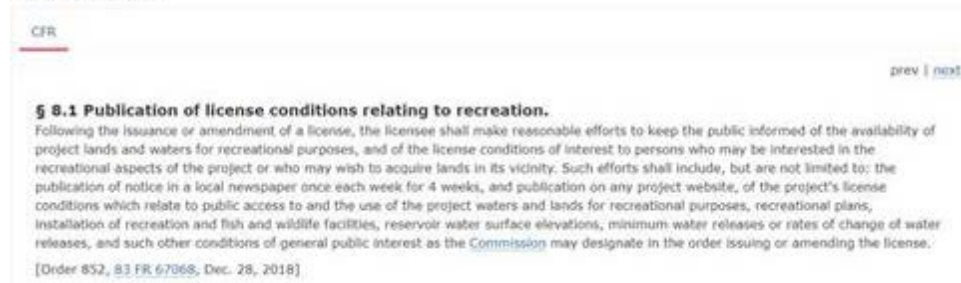 CFR
prev | next
§ 8.1 Publication of license conditions relating to recreation.
Following the issuance or amendment of a license, the licensee shall make reasonable efforts to keep the public informed of the availability of
project lands and waters for recreational purposes, and of the license conditions of interest to persons who may be interested in the
recreational aspects of the project or who may wish to acquire lands in its vicinity. Such efforts shall include, but are not limited to: the
publication of notice in a local newspaper once each week for 4 weeks, and publication on any project website, of the project's license
conditions which relate to public access to and the use of the project waters and lands for recreational purposes, recreational plans,
installation of recreation and fish and wildlife facilities, reservoir water surface elevations, minimum water releases or rates of change of water
releases, and such other conditions of general public interest as the Commission may designate in the order issuing or amending the license.
[Order 852, 83 FR 67068, Dec. 28, 2018]